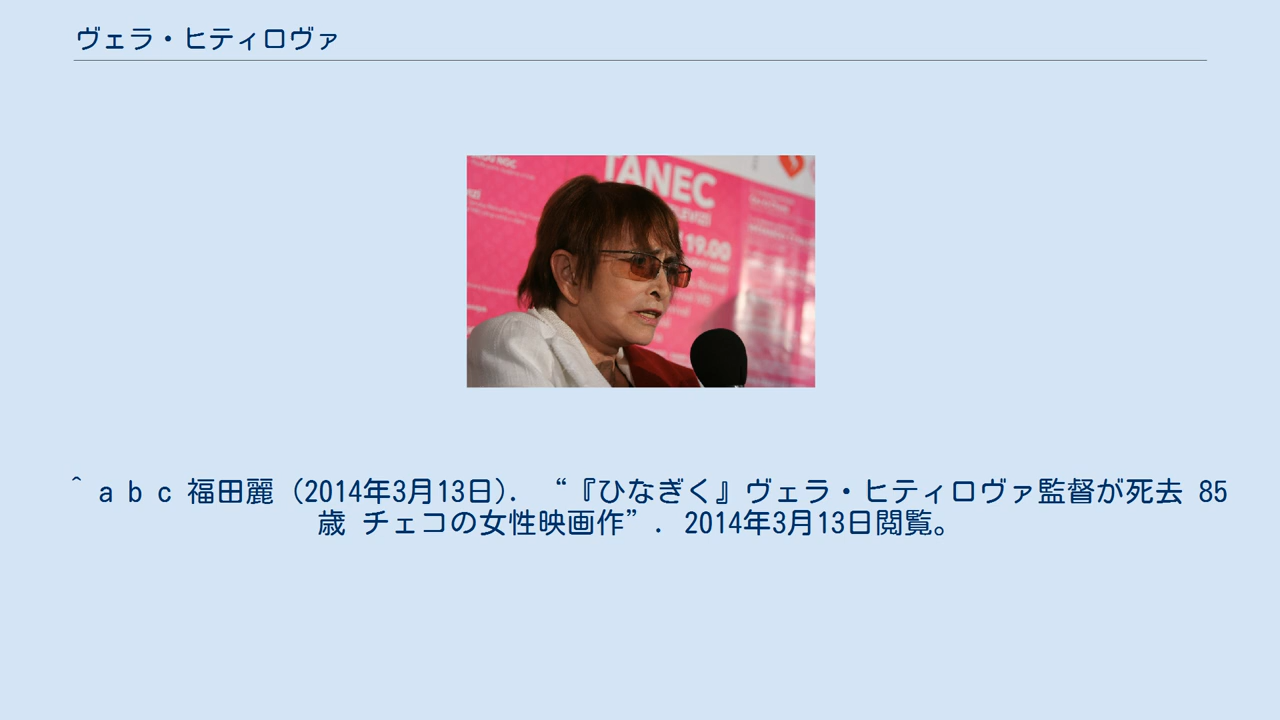 ヴェラ・ヒティロヴァ
TANEC
19.00
^ a b c 福田麗 (2014年3月13日). “『ひなぎく』ヴェラ・ヒティロヴァ監督が死去 85
歳 チェコの女性映画作”. 2014年3月13日閲覧。